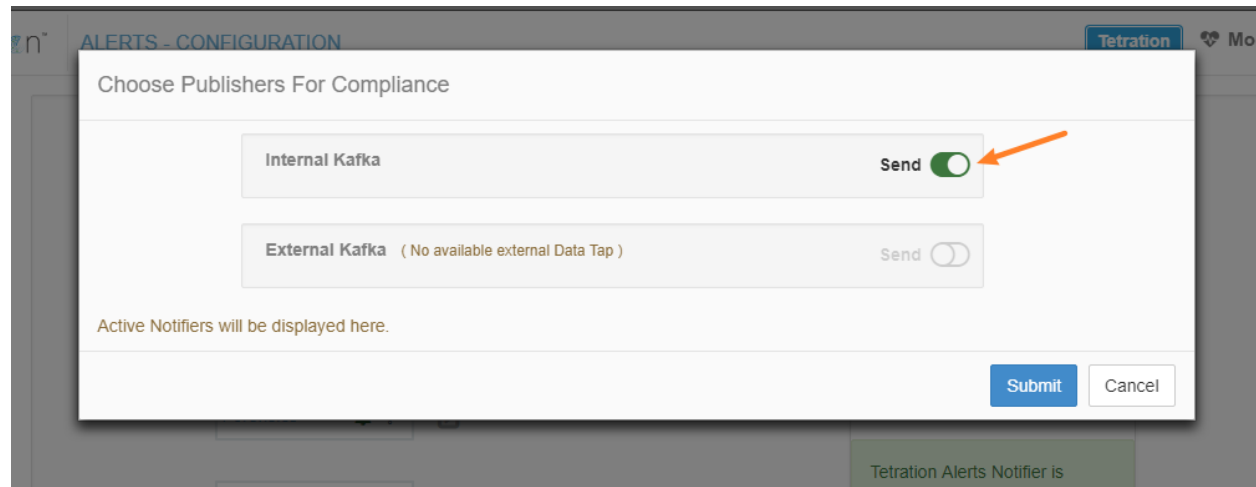 ALERTS - CONFIGURATION
Tetration
Choose Publishers For Compliance
Internal Kafka
Send
External Kafka ( No available external Data Tap )
Send
Active Notifiers will be displayed here.
Submit Cancel
Tetration Alerts Notifier is